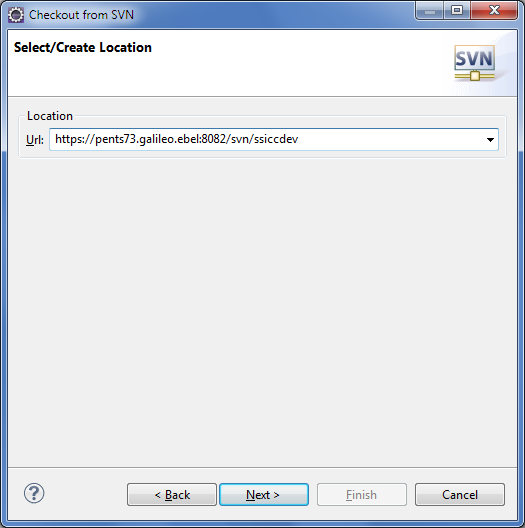 Checkout from SVN
Select/Create Location
SVN
Location
Url: https://pents73.galileo.ebel:8082/svn/ssiccdev
?
< Back Next > Finish Cancel